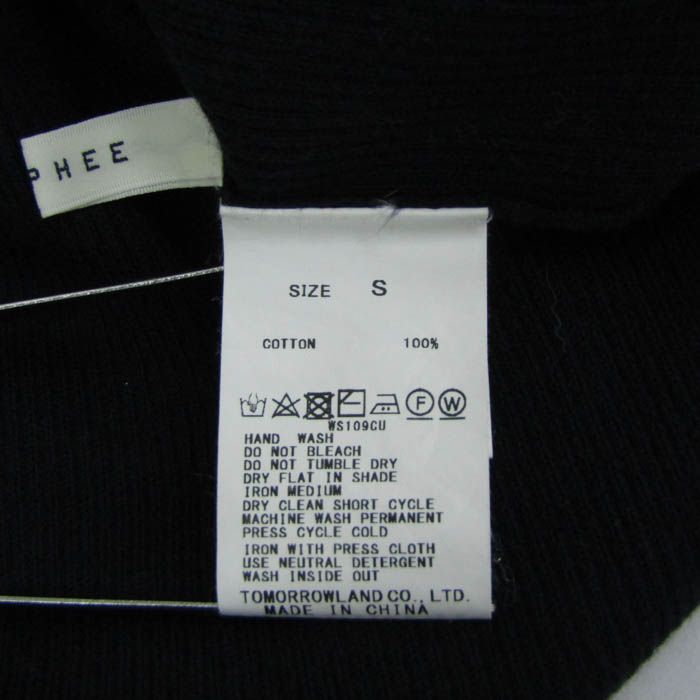 PHEE
SIZE S
COTTON 100%
F W
WS109CU
HAND WASH
DO NOT BLEACH
DO NOT TUMBLE DRY
DRY FLAT IN SHADE
IRON MEDIUM
DRY CLEAN SHORT CYCLE
MACHINE WASH PERMANENT
PRESS CYCLE COLD
IRON WITH PRESS CLOTH
USE NEUTRAL DETERGENT
WASH INSIDE OUT
TOMORROWLAND CO., LTD.
MADE IN CHINA